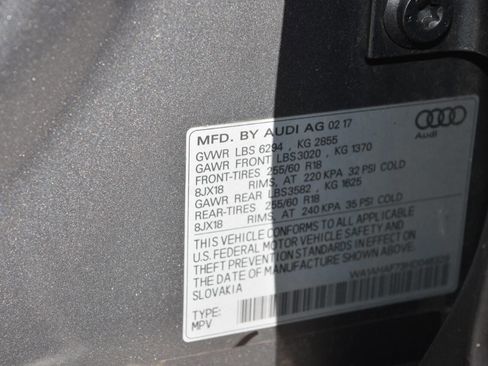 MFD. BY AUDI AG 02 17
GVWR LBS 6294 , KG 2855
GAWR FRONT LBS3020 , KG 1370
FRONT-TIRES 255/60 R18
8JX18 RIMS, AT 220 KPA 32 PSI COLD
GAWR REAR LBS3582 , KG 1625
REAR-TIRES 255/60 R18
8JX18 RIMS, AT 240 KPA 35 PSI COLD
THIS VEHICLE CONFORMS TO ALL APPLICABLE
U.S. FEDERAL MOTOR VEHICLE SAFETY AND
THEFT PREVENTION STANDARDS IN EFFECT ON
THE DATE OF MANUFACTURE SHOWN ABOVE
SLOVAKIA
TYPE:
MPV
Audi